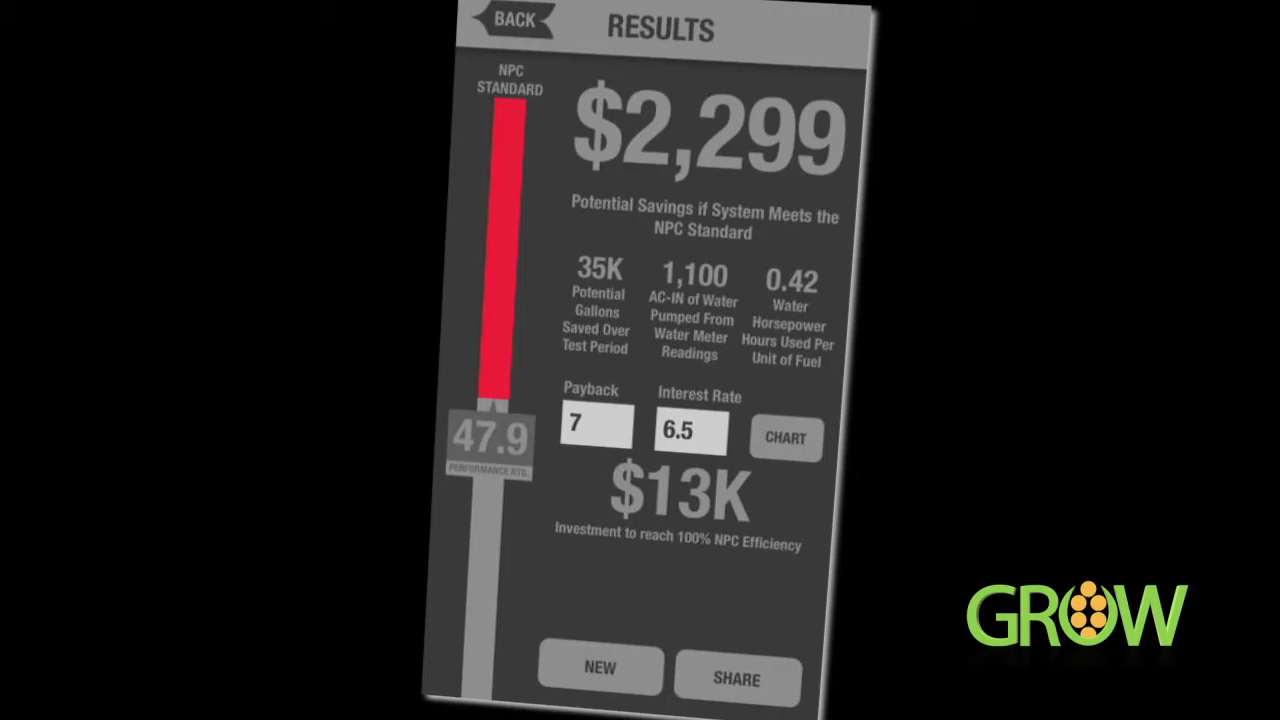 BACK
RESULTS
NPC
STANDARD
$2,299
Potential Savings if System Meets the
NPC Standard
35K
Potential
Gallons
Saved Over
Test Period
1,100
AC-IN of Water
Pumped From
Water Meter
Readings
0.42
Water
Horsepower
Hours Used Per
Unit of Fuel
Payback
7
Interest Rate
6.5
CHART
47.9
PERFORMANCE RTG.
$13K
Investment to reach 100% NPC Efficiency
NEW
SHARE
GROW